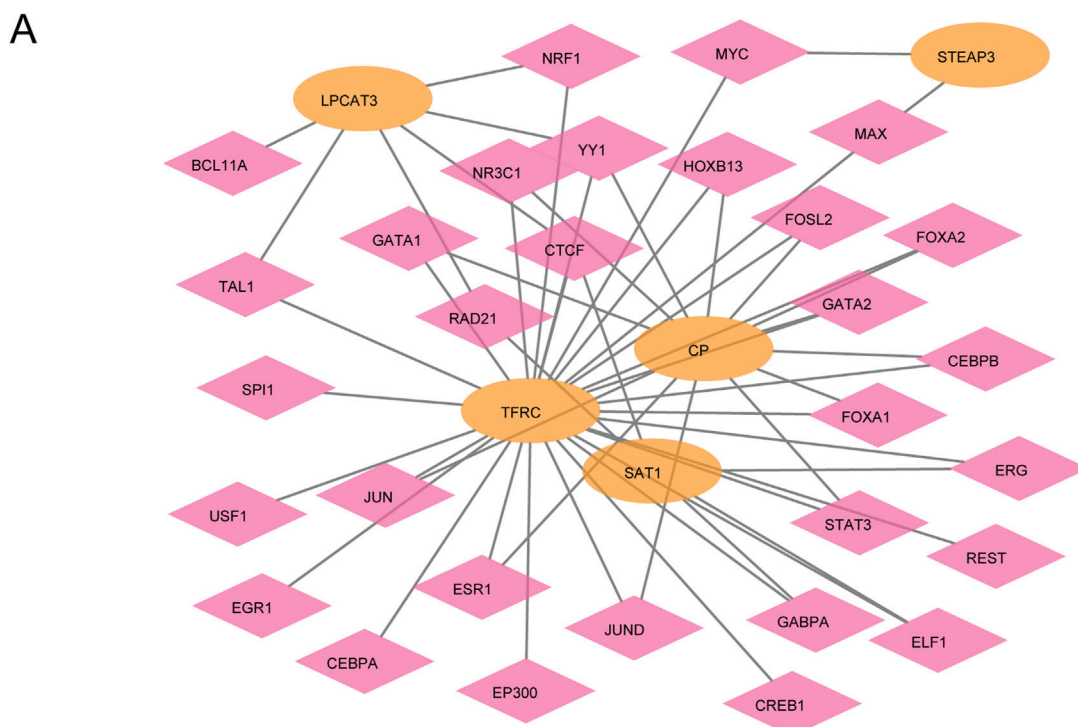 A
NRF1
MYC
STEAP3
LPCAT3
MAX
BCL11A
YY1
HOXB13
NR3C1
FOSL2
FOXA2
GATA1
CTCF
TAL1
GATA2
RAD21
CP
CEBPB
SPI1
TFRC
FOXA1
SAT1
ERG
JUN
USF1
STAT3
REST
ESR1
EGR1
GABPA
JUND
ELF1
CEBPA
EP300
CREB1